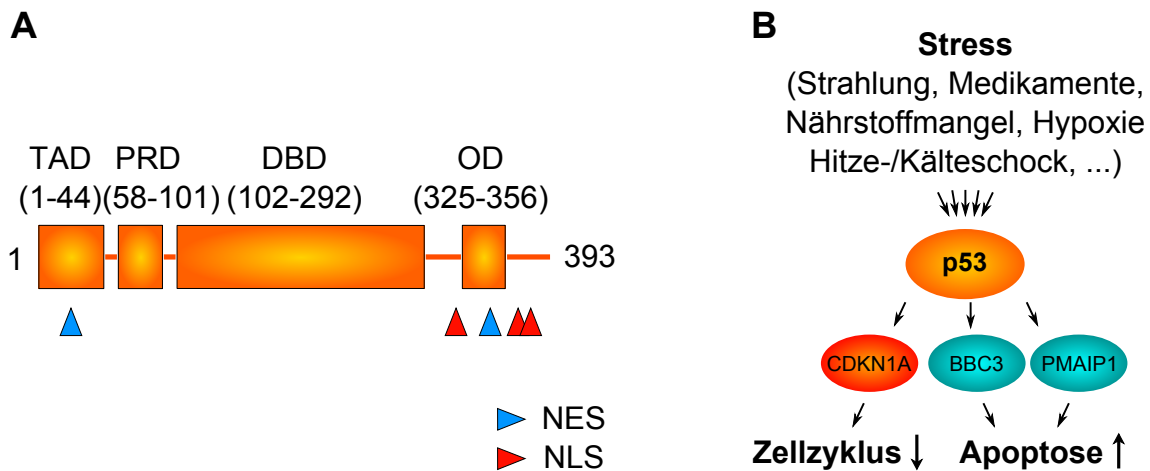 A
TAD PRD DBD OD
(1-44) (58-101) (102-292) (325-356)
1 393
NES
NLS
B
Stress
(Strahlung, Medikamente,
Nährstoffmangel, Hypoxie
Hitze-/Kälteschock, ...)
p53
CDKN1A BBC3 PMAIP1
Zellzyklus Apoptose